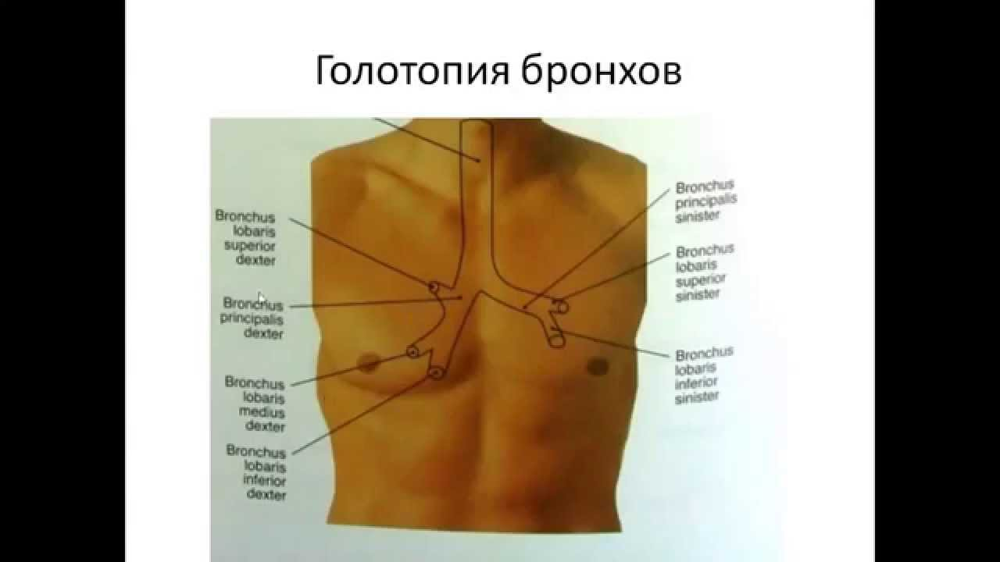 Голотопия бронхов
Bronchus
lobaris
superior
dexter
Bronchus
principalis
dexter
Bronchus
lobaris
medius
dexter
Bronchus
lobaris
inferior
dexter
Bronchus
principalis
sinister
Bronchus
lobaris
superior
sinister
Bronchus
lobaris
inferior
sinister